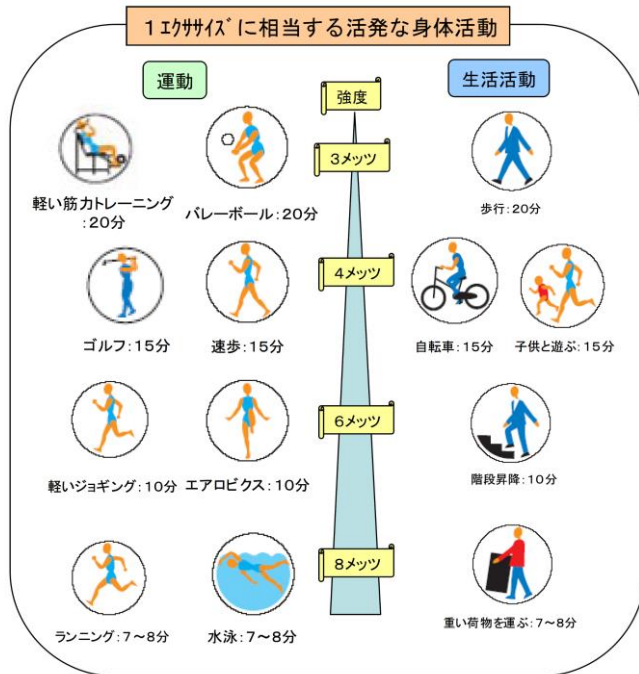 １ｴｸｻｻｲｽﾞに相当する活発な身体活動
運動
強度
生活活動
3メッツ
軽い筋力トレーニング
：20分
バレーボール：20分
歩行：20分
4メッツ
ゴルフ：15分
速歩：15分
自転車：15分
子供と遊ぶ：15分
6メッツ
軽いジョギング：10分
エアロビクス：10分
階段昇降：10分
8メッツ
ランニング：7～8分
水泳：7～8分
重い荷物を運ぶ：7～8分